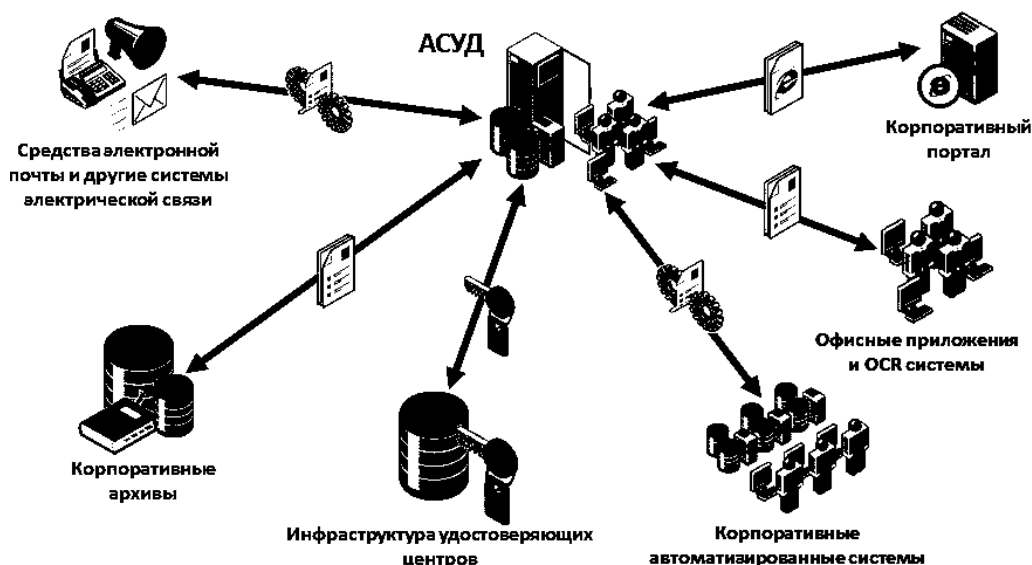 АСУД
Средства электронной
почты и другие системы
электрической связи
Корпоративный
портал
Офисные приложения
и OCR системы
Корпоративные
архивы
Инфраструктура удостоверяющих
центров
Корпоративные
автоматизированные системы